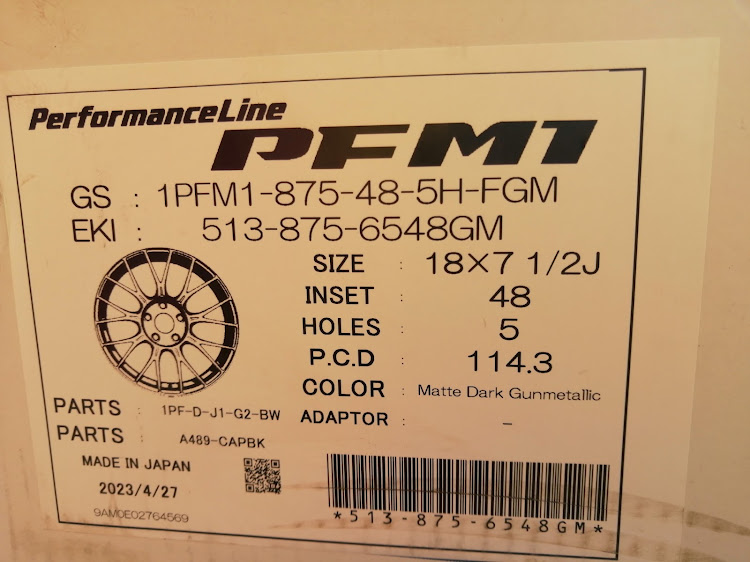 PerformanceLine
PFM1
GS : 1PFM1-875-48-5H-FGM
EKI : 513-875-6548GM
SIZE : 18×7 1/2J
INSET : 48
HOLES : 5
P.C.D : 114.3
COLOR : Matte Dark Gunmetallic
ADAPTOR : -
PARTS : 1PF-D-J1-G2-BW
PARTS : A489-CAPBK
MADE IN JAPAN
2023/4/27
9AM0E02764569
*513-875-6548GM*